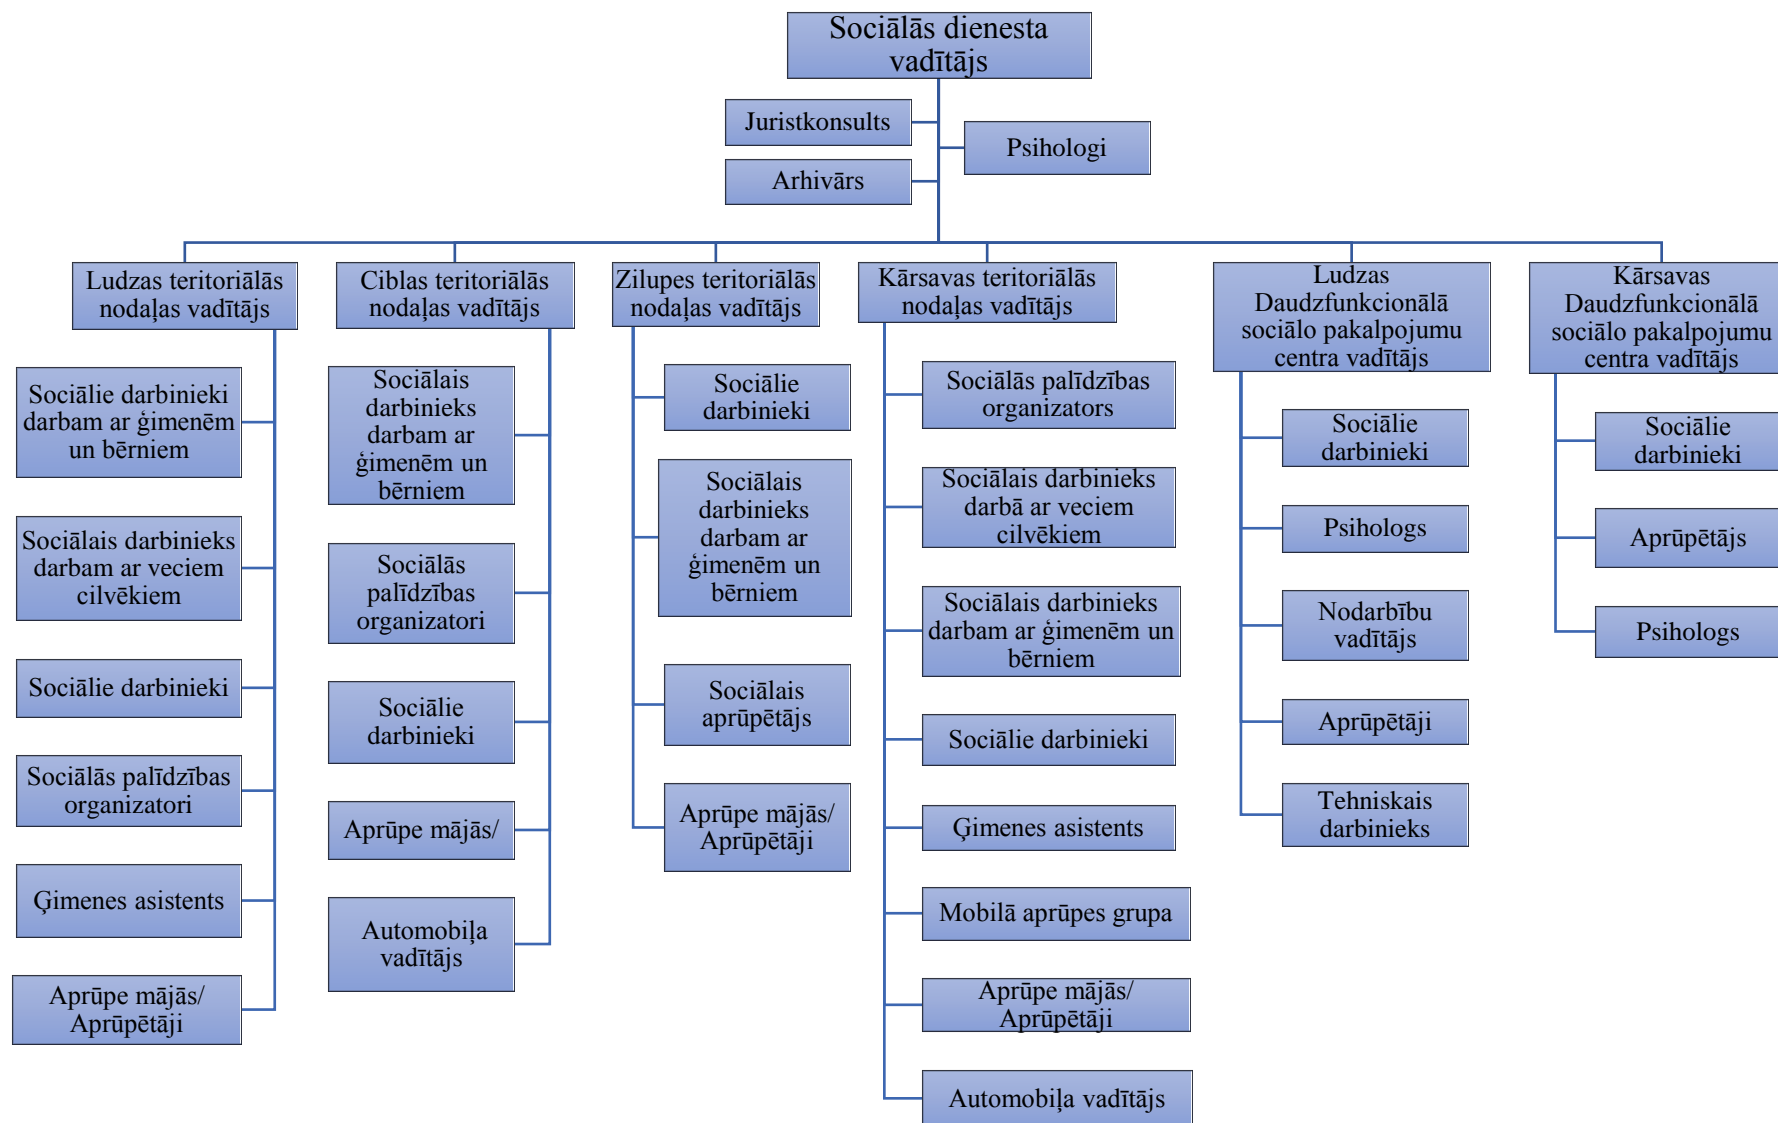 Sociālās dienesta
vadītājs
Juristkonsults
Psihologi
Arhivārs
Ludzas teritoriālās
nodaļas vadītājs
Sociālie darbinieki
darbam ar ģimenēm
un bērniem
Sociālais darbinieks
darbam ar veciem
cilvēkiem
Sociālie darbinieki
Sociālās palīdzības
organizatori
Ģimenes asistents
Aprūpe mājās/
Aprūpētāji
Ciblas teritoriālās
nodaļas vadītājs
Sociālais
darbinieks
darbam ar
ģimenēm un
bērniem
Sociālās
palīdzības
organizatori
Sociālie
darbinieki
Aprūpe mājās/
Automobiļa
vadītājs
Zilupes teritoriālās
nodaļas vadītājs
Sociālie
darbinieki
Sociālais
darbinieks
darbam ar
ģimenēm un
bērniem
Sociālais
aprūpētājs
Aprūpe mājās/
Aprūpētāji
Kārsavas teritoriālās
nodaļas vadītājs
Sociālās palīdzības
organizators
Sociālais darbinieks
darbā ar veciem
cilvēkiem
Sociālais darbinieks
darbam ar ģimenēm un
bērniem
Sociālie darbinieki
Ģimenes asistents
Mobilā aprūpes grupa
Aprūpe mājās/
Aprūpētāji
Automobiļa vadītājs
Ludzas
Daudzfunkcionālā
sociālo pakalpojumu
centra vadītājs
Sociālie
darbinieki
Psihologs
Nodarbību
vadītājs
Aprūpētāji
Tehniskais
darbinieks
Kārsavas
Daudzfunkcionālā
sociālo pakalpojumu
centra vadītājs
Sociālie
darbinieki
Aprūpētājs
Psihologs